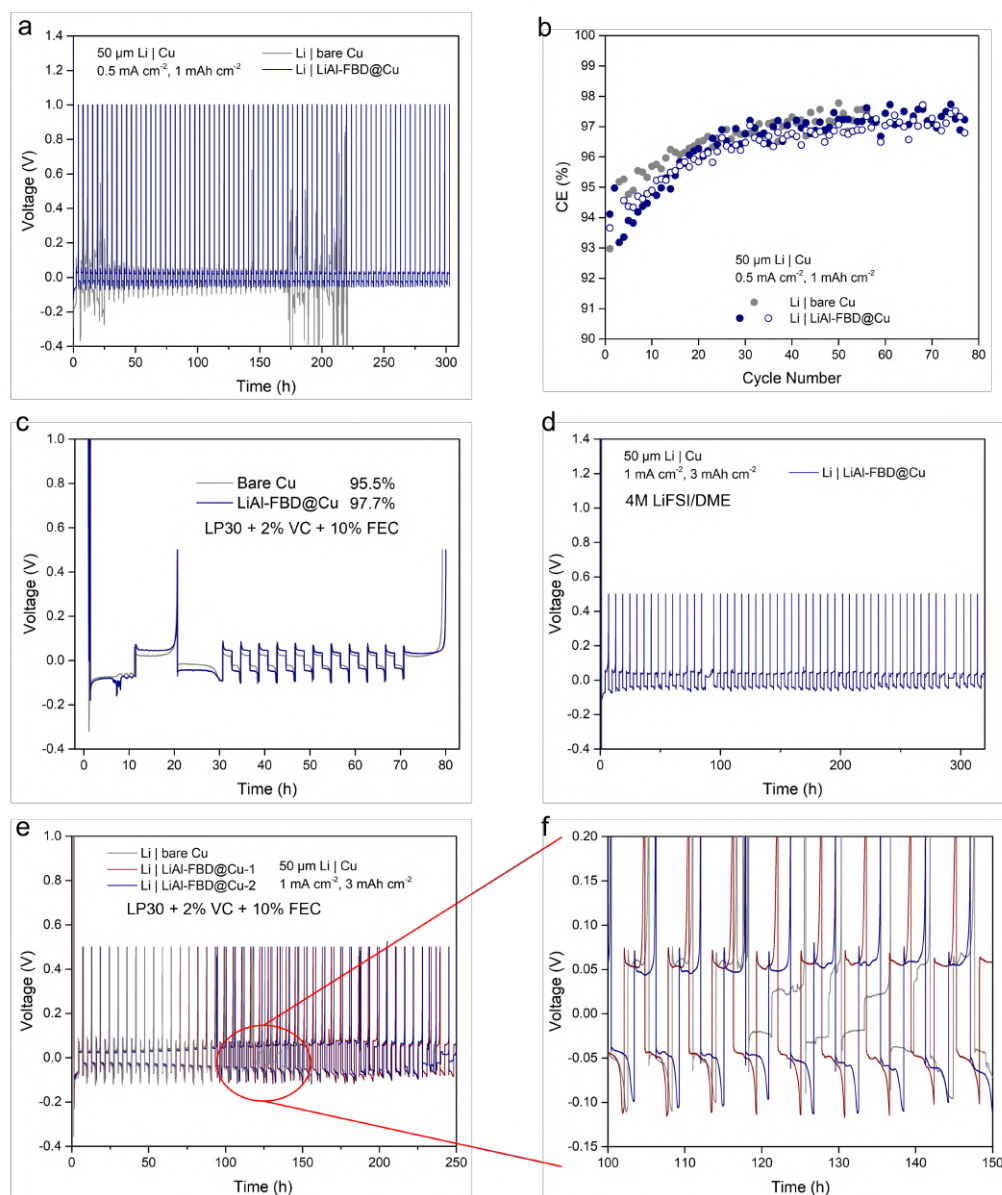 a
50 μm Li | Cu
0.5 mA cm⁻², 1 mAh cm⁻²
Li | bare Cu
Li | LiAl-FBD@Cu
Voltage (V)
1.4
1.2
1.0
0.8
0.6
0.4
0.2
0.0
-0.2
-0.4
0 50 100 150 200 250 300
Time (h)
b
CE (%)
100
99
98
97
96
95
94
93
92
91
90
50 μm Li | Cu
0.5 mA cm⁻², 1 mAh cm⁻²
Li | bare Cu
Li | LiAl-FBD@Cu
0 10 20 30 40 50 60 70 80
Cycle Number
c
Bare Cu 95.5%
LiAl-FBD@Cu 97.7%
LP30 + 2% VC + 10% FEC
Voltage (V)
1.0
0.8
0.6
0.4
0.2
0.0
-0.2
-0.4
0 10 20 30 40 50 60 70 80
Time (h)
d
50 μm Li | Cu
1 mA cm⁻², 3 mAh cm⁻²
Li | LiAl-FBD@Cu
4M LiFSI/DME
Voltage (V)
1.4
1.2
1.0
0.8
0.6
0.4
0.2
0.0
-0.2
-0.4
0 100 200 300
Time (h)
e
Li | bare Cu
Li | LiAl-FBD@Cu-1
Li | LiAl-FBD@Cu-2
50 μm Li | Cu
1 mA cm⁻², 3 mAh cm⁻²
LP30 + 2% VC + 10% FEC
Voltage (V)
1.0
0.8
0.6
0.4
0.2
0.0
-0.2
-0.4
0 50 100 150 200 250
Time (h)
f
Voltage (V)
0.20
0.15
0.10
0.05
0.00
-0.05
-0.10
-0.15
100 110 120 130 140 150
Time (h)